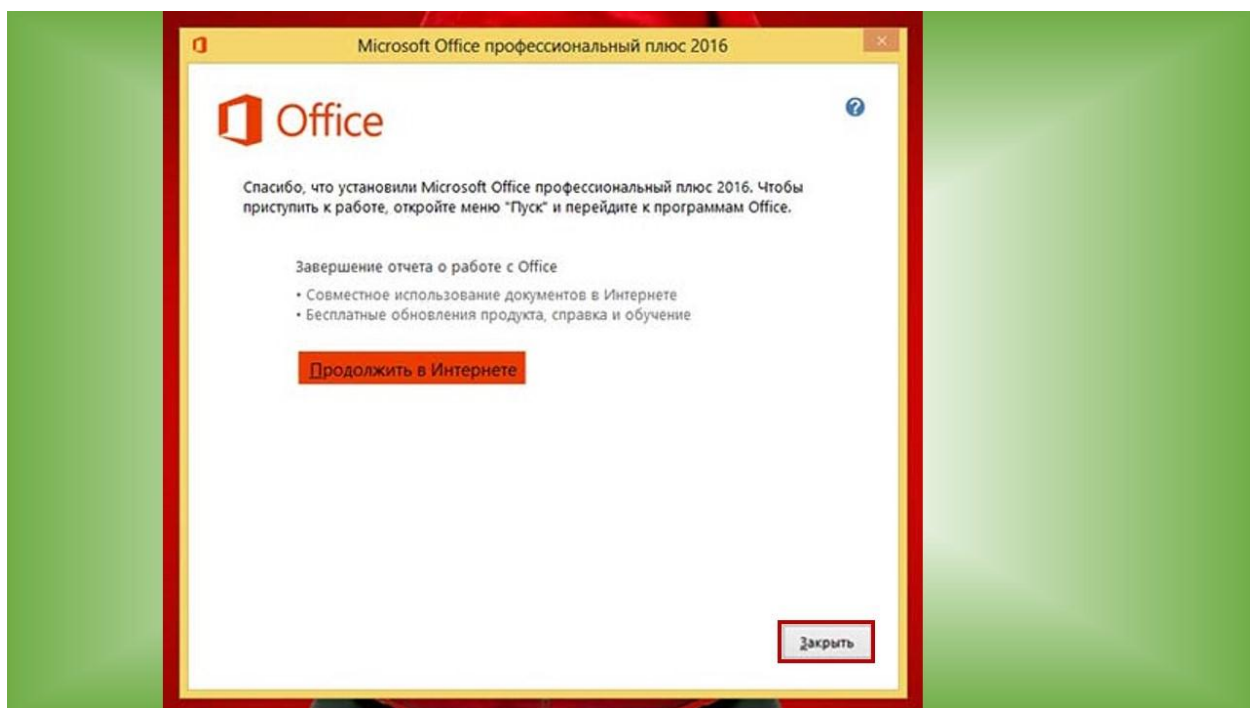 Microsoft Office профессиональный плюс 2016
Office
Спасибо, что установили Microsoft Office профессиональный плюс 2016. Чтобы
приступить к работе, откройте меню "Пуск" и перейдите к программам Office.
Завершение отчета о работе с Office
• Совместное использование документов в Интернете
• Бесплатные обновления продукта, справка и обучение
Продолжить в Интернете
Закрыть